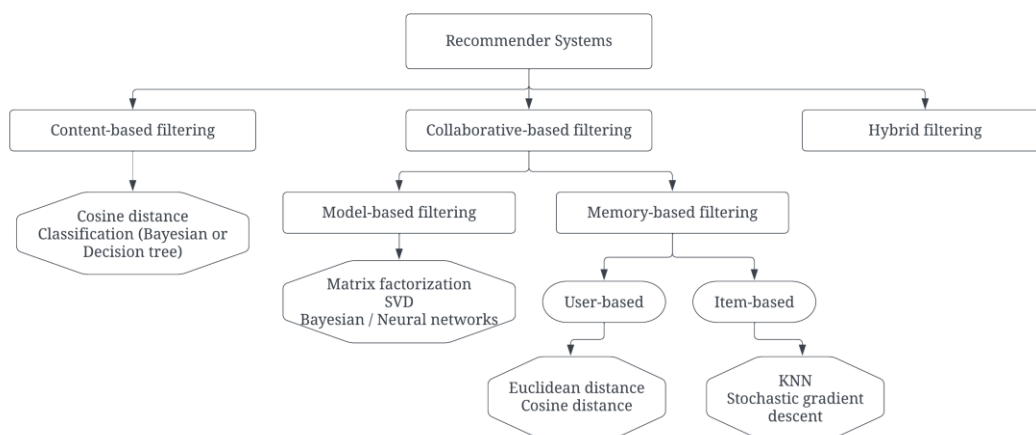 Recommender Systems
Content-based filtering
Collaborative-based filtering
Hybrid filtering
Cosine distance
Classification (Bayesian or
Decision tree)
Model-based filtering
Memory-based filtering
Matrix factorization
SVD
Bayesian / Neural networks
User-based
Item-based
Euclidean distance
Cosine distance
KNN
Stochastic gradient
descent